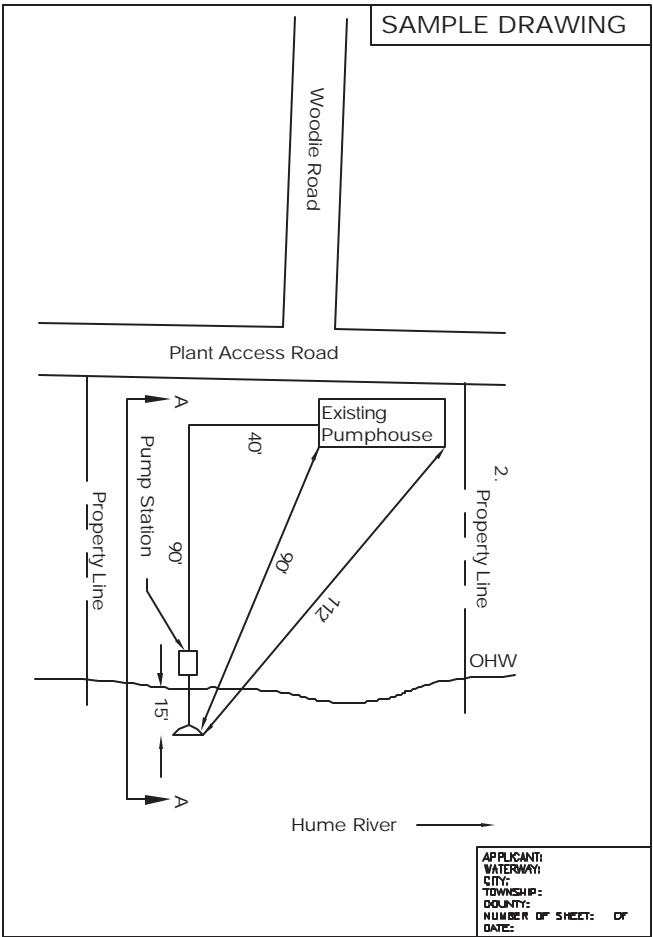 SAMPLE DRAWING
Woodie Road
Plant Access Road
A
Existing
Pumphouse
40'
Pump Station
90'
2.
Property Line
Property Line
90'
112'
OHW
15'
A
Hume River
APPLICANT:
WATERWAY:
CITY:
TOWNSHIP:
COUNTY:
NUMBER OF SHEET: OF
DATE: